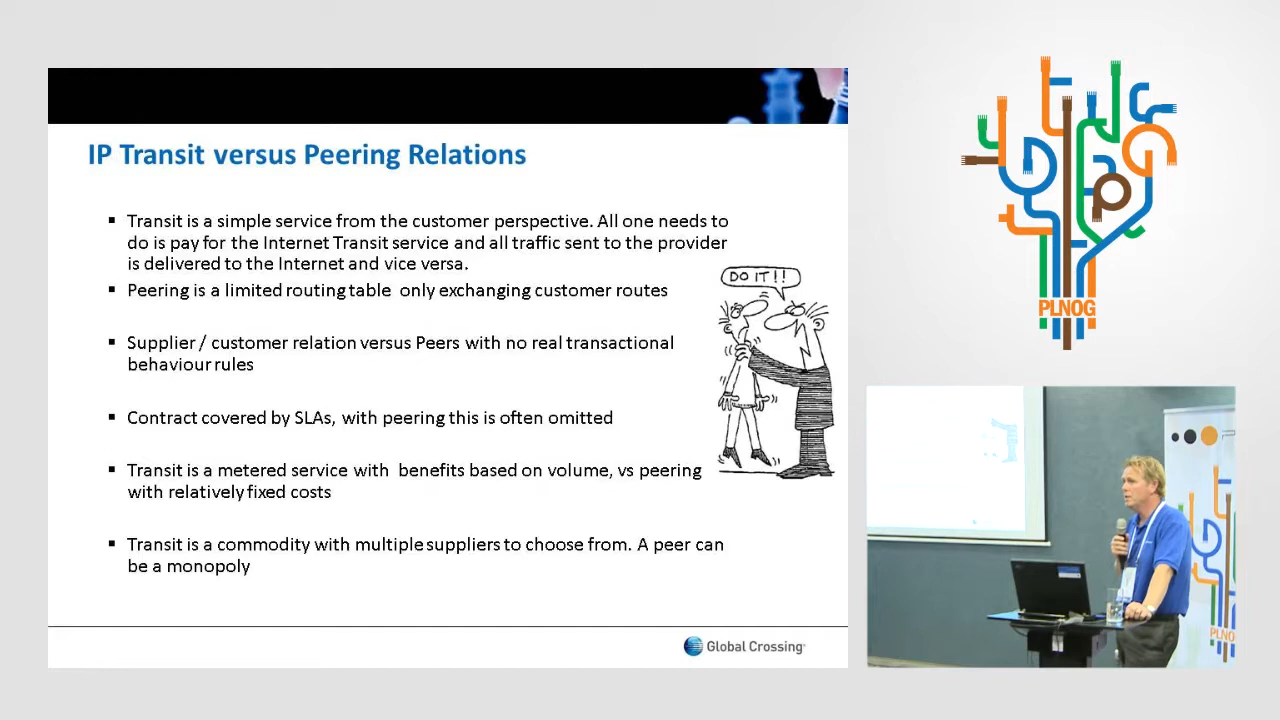 IP Transit versus Peering Relations
▪ Transit is a simple service from the customer perspective. All one needs to
do is pay for the Internet Transit service and all traffic sent to the provider
is delivered to the Internet and vice versa.
▪ Peering is a limited routing table only exchanging customer routes
▪ Supplier / customer relation versus Peers with no real transactional
behaviour rules
▪ Contract covered by SLAs, with peering this is often omitted
▪ Transit is a metered service with benefits based on volume, vs peering
with relatively fixed costs
▪ Transit is a commodity with multiple suppliers to choose from. A peer can
be a monopoly
DO IT!!
Global Crossing
PLNOG
PLNOG